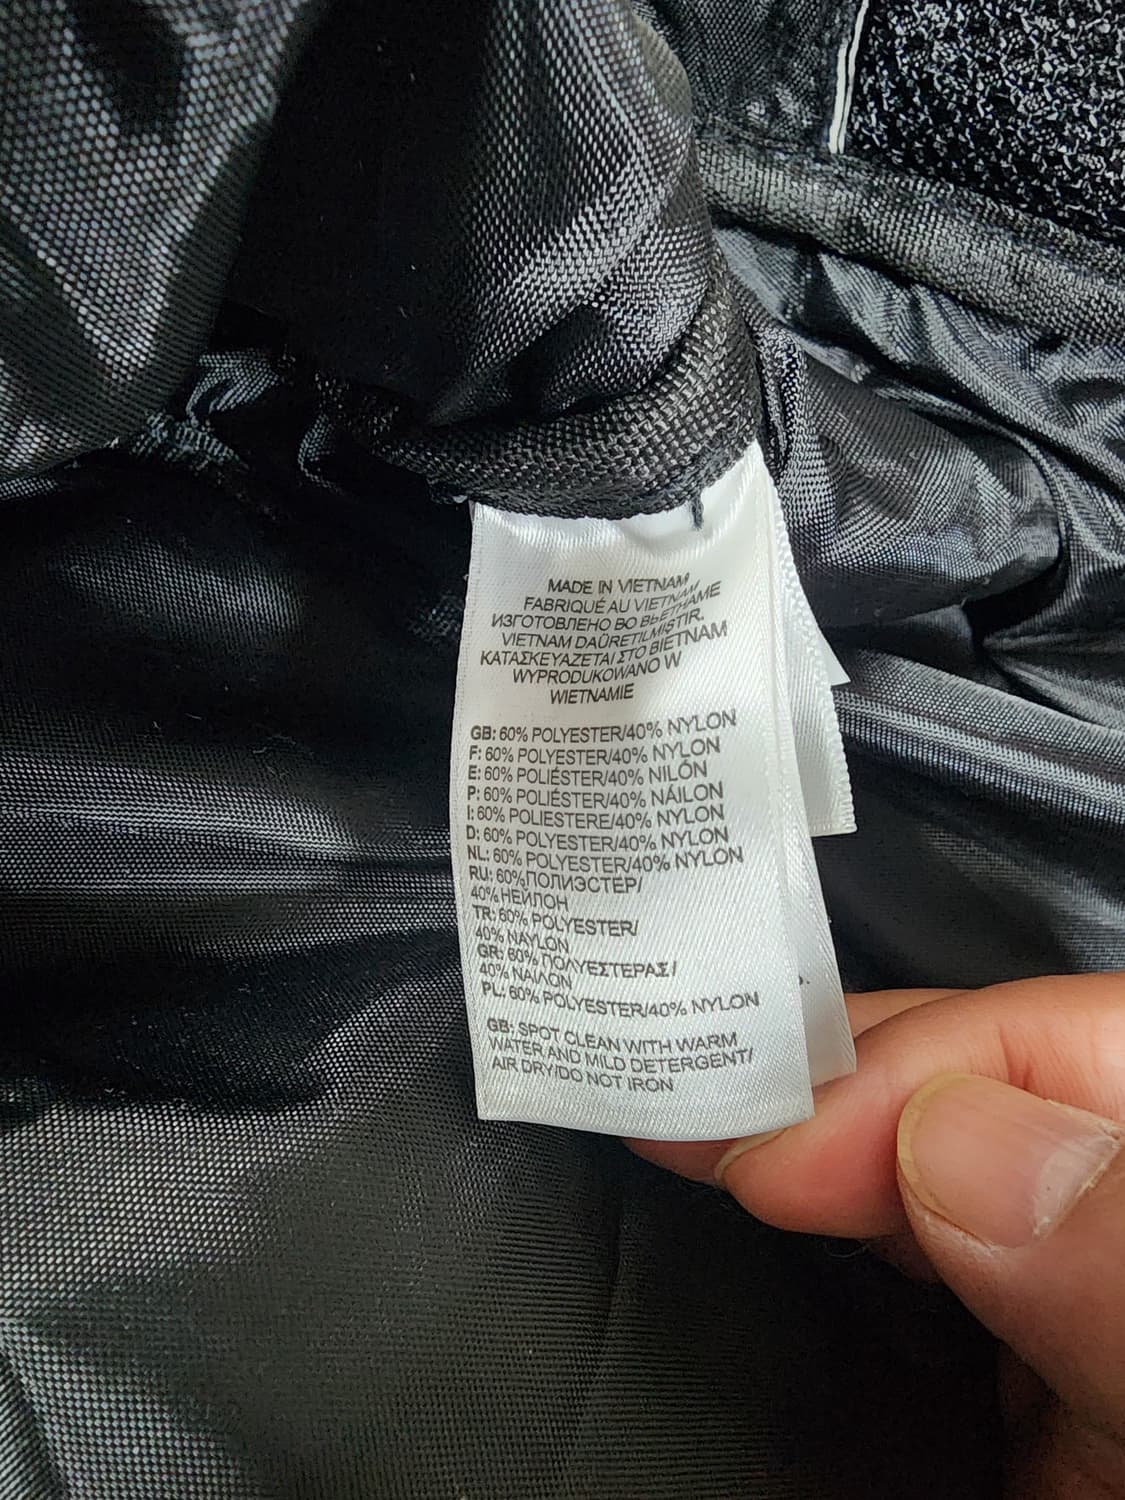 MADE IN VIETNAM
FABRIQUÉ AU VIETNAM
ИЗГОТОВЛЕНО ВО ВЬЕТНАМЕ
VIETNAM DAÜRETILMIŞTIR.
ΚΑΤΑΣΚΕΥΑΖΕΤΑΙ ΣΤΟ ΒΙΕΤΝΑΜ
WYPRODUKOWANO W
WIETNAMIE
GB: 60% POLYESTER/40% NYLON
F: 60% POLYESTER/40% NYLON
E: 60% POLIÉSTER/40% NILÓN
P: 60% POLIÉSTER/40% NÁILON
I: 60% POLIESTERE/40% NYLON
D: 60% POLYESTER/40% NYLON
NL: 60% POLYESTER/40% NYLON
RU: 60%ПОЛИЭСТЕР/
40% НЕЙЛОН
TR: 60% POLYESTER/
40% NAYLON
GR: 60% ΠΟΛΥΕΣΤΕΡΑΣ/
40% ΝΑΪΛΟΝ
PL: 60% POLYESTER/40% NYLON
GB: SPOT CLEAN WITH WARM
WATER AND MILD DETERGENT/
AIR DRY/DO NOT IRON